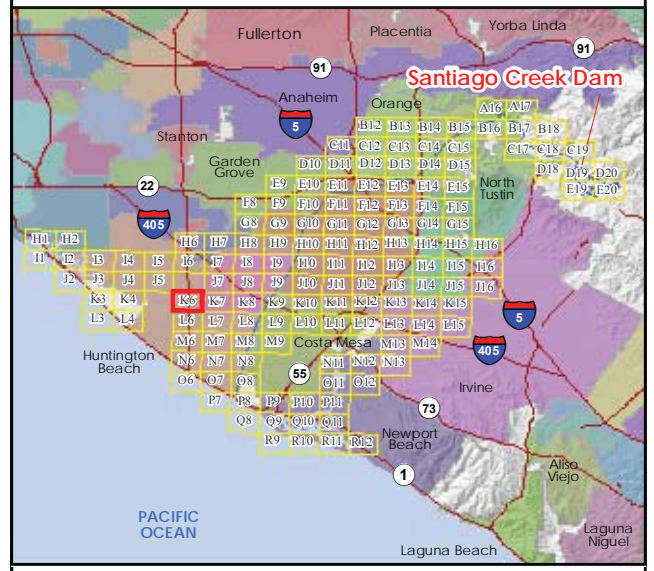 Yorba Linda
Fullerton
Placentia
91
91
Santiago Creek Dam
Anaheim
Orange
A16 A17
5
B12 B13 B14 B15 B16 B17 B18
Stanton
C11 C12 C13 C14 C15 C17 C18 C19
Garden
Grove
D10 D11 D12 D13 D14 D15 D18 D19 D20
22
E9 E10 E11 E12 E13 E14 E15 E19 E20
North
Tustin
F8 F9 F10 F11 F12 F13 F14 F15
405
G8 G9 G10 G11 G12 G13 G14 G15
H1 H2 H6 H7 H8 H9 H10 H11 H12 H13 H14 H15 H16
I1 I2 I3 I4 I5 I6 I7 I8 I9 I10 I11 I12 I13 I14 I15 I16
J2 J3 J4 J5 J7 J8 J9 J10 J11 J12 J13 J14 J15 J16
K3 K4 K6 K7 K8 K9 K10 K11 K12 K13 K14 K15
5
L3 L4 L6 L7 L8 L9 L10 L11 L12 L13 L14 L15
M6 M7 M8 M9 Costa Mesa M13 M14
405
Huntington
Beach
N6 N7 N8 N11 N12 N13
55
O6 O7 O8 O11 O12
Irvine
P7 P8 P9 P10 P11
73
Q8 Q9 Q10 Q11
Newport
Beach
R9 R10 R11 R12
1
Aliso
Viejo
PACIFIC
OCEAN
Laguna
Niguel
Laguna Beach